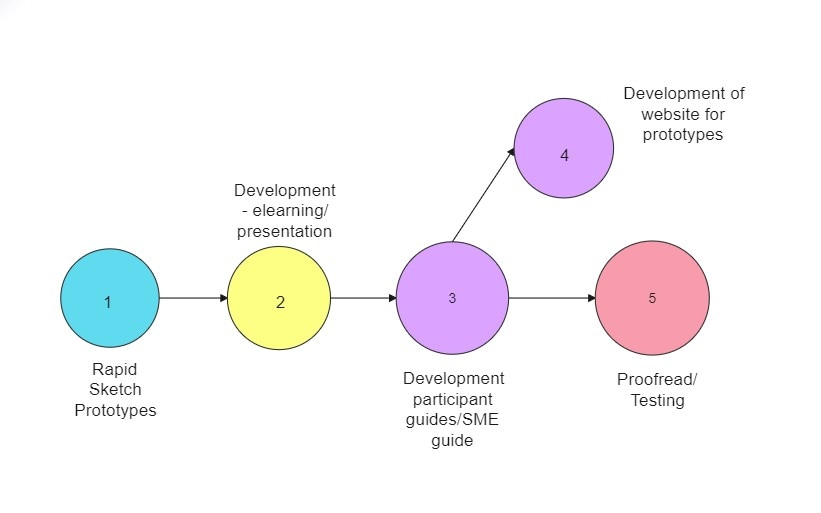 Development of
website for
prototypes
4
Development
- elearning/
presentation
1
2
3
5
Rapid
Sketch
Prototypes
Development
participant
guides/SME
guide
Proofread/
Testing